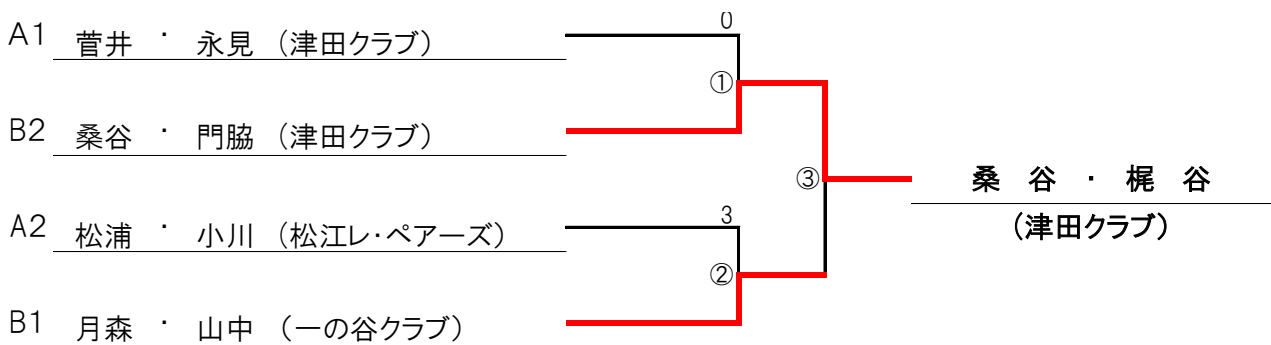 0
A1 菅井 ・ 永見 (津田クラブ)
①
B2 桑谷 ・ 門脇 (津田クラブ)
③
桑 谷 ・ 梶 谷
(津田クラブ)
3
A2 松浦 ・ 小川 (松江レ・ペアーズ)
②
B1 月森 ・ 山中 (一の谷クラブ)